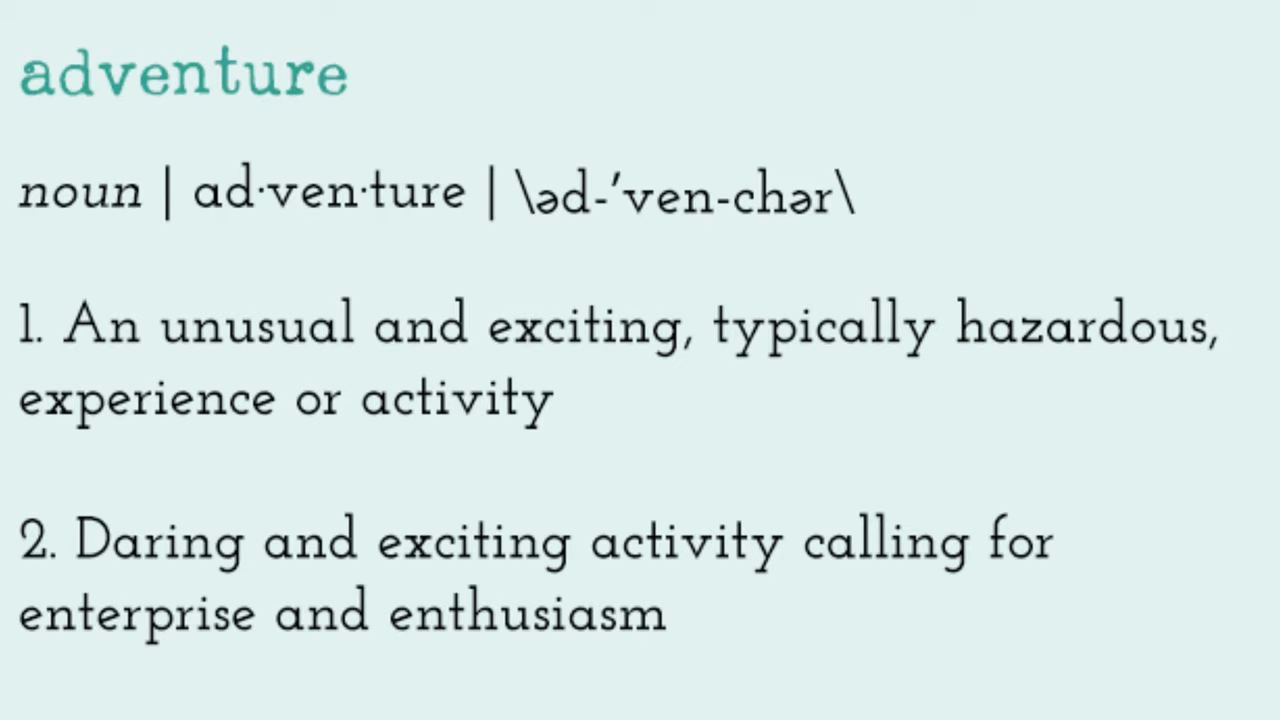 adventure
noun | ad·ven·ture | \əd-ˈven-chər\
1. An unusual and exciting, typically hazardous,
experience or activity
2. Daring and exciting activity calling for
enterprise and enthusiasm